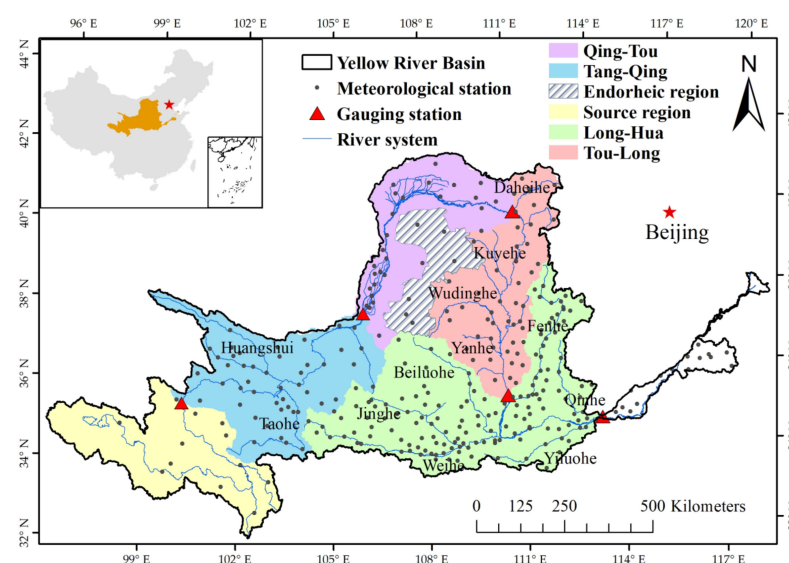 96°E 99°E 102°E 105°E 108°E 111°E 114°E 117°E 120°E
44°N
42°N
40°N
38°N
36°N
34°N
32°N
Yellow River Basin
Meteorological station
Gauging station
River system
Qing-Tou
Tang-Qing
Endorheic region
Source region
Long-Hua
Tou-Long
N
Beijing
Daheihe
Kuyehe
Wudinghe
Fenhe
Huangshui
Yanhe
Beiluohe
Qinhe
Jinghe
Taohe
Weihe
Yiluohe
0 125 250 500 Kilometers
99°E 102°E 105°E 108°E 111°E 114°E 117°E